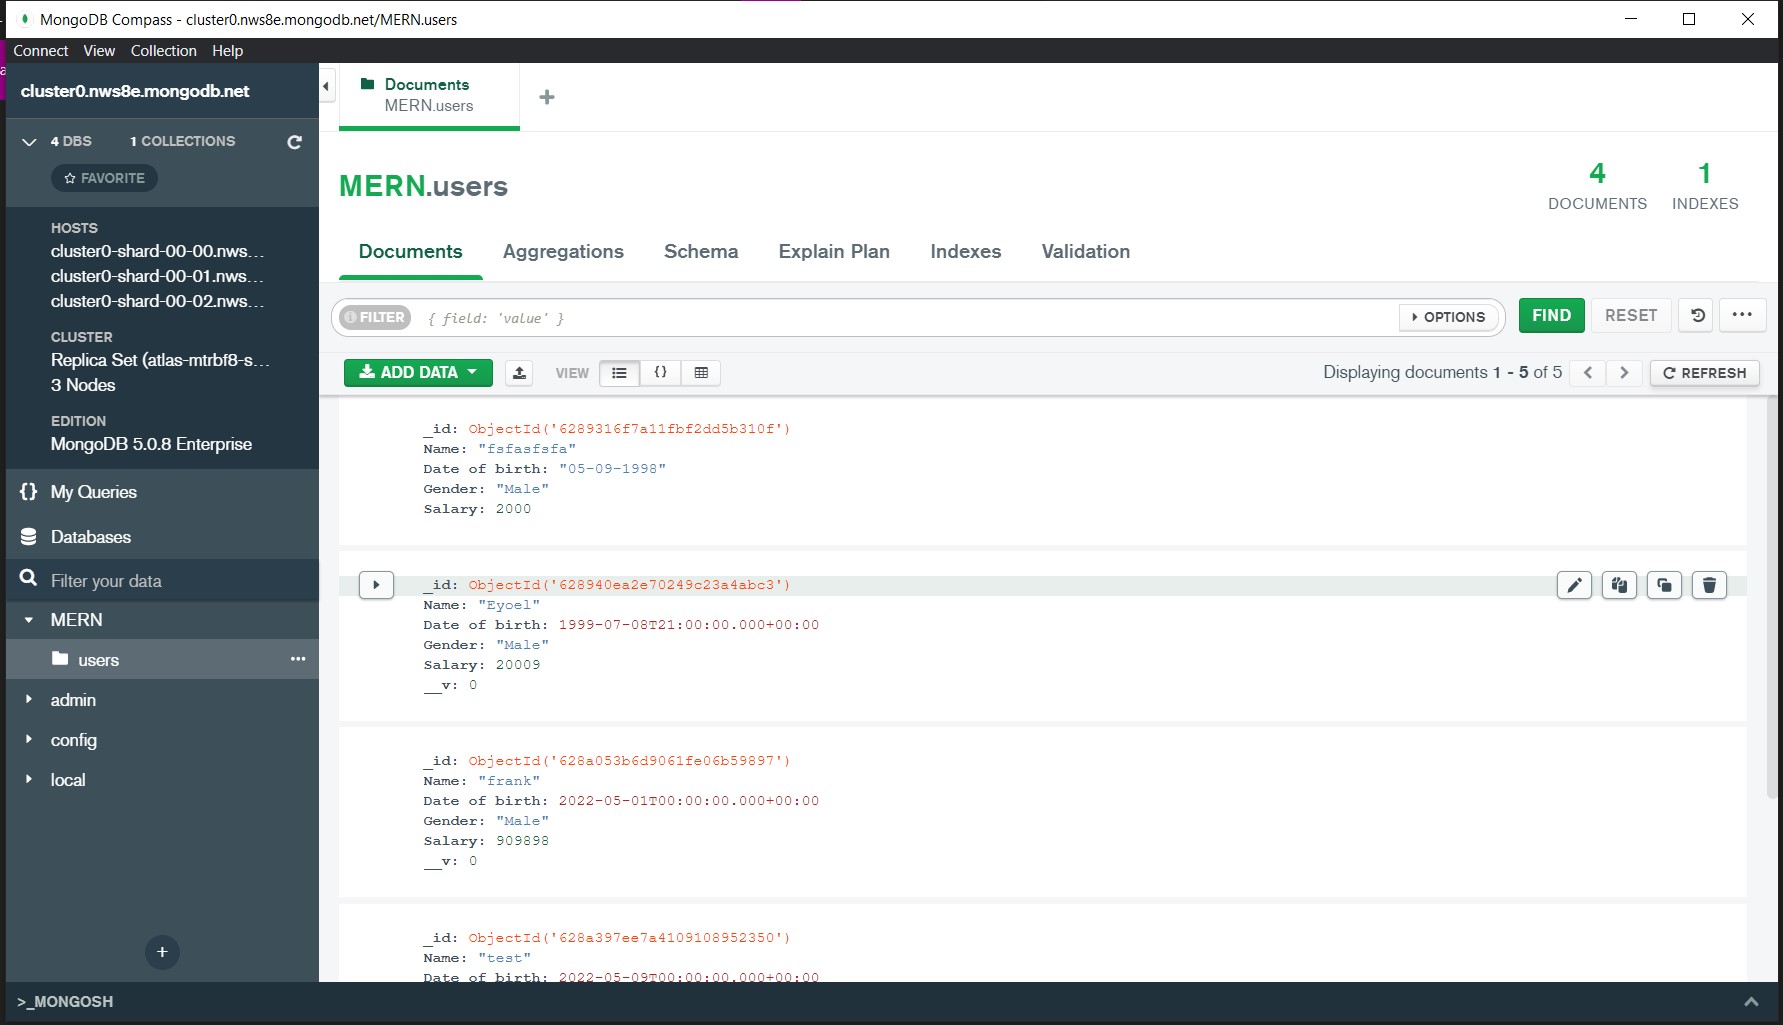 MongoDB Compass - cluster0.nws8e.mongodb.net/MERN.users
Connect View Collection Help
cluster0.nws8e.mongodb.net
4 DBS 1 COLLECTIONS
FAVORITE
HOSTS
cluster0-shard-00-00.nws...
cluster0-shard-00-01.nws...
cluster0-shard-00-02.nws...
CLUSTER
Replica Set (atlas-mtrbf8-s...
3 Nodes
EDITION
MongoDB 5.0.8 Enterprise
{} My Queries
Databases
Filter your data
MERN
users
admin
config
local
+
Documents
MERN.users
+
MERN.users
4
DOCUMENTS
1
INDEXES
Documents Aggregations Schema Explain Plan Indexes Validation
FILTER { field: 'value' } OPTIONS FIND RESET
ADD DATA VIEW {} Displaying documents 1 - 5 of 5 REFRESH
_id: ObjectId('6289316f7a11fbf2dd5b310f')
Name: "fsfasfsfa"
Date of birth: "05-09-1998"
Gender: "Male"
Salary: 2000
_id: ObjectId('628940ea2e70249c23a4abc3')
Name: "Eyoel"
Date of birth: 1999-07-08T21:00:00.000+00:00
Gender: "Male"
Salary: 20009
__v: 0
_id: ObjectId('628a053b6d9061fe06b59897')
Name: "frank"
Date of birth: 2022-05-01T00:00:00.000+00:00
Gender: "Male"
Salary: 909898
__v: 0
_id: ObjectId('628a397ee7a4109108952350')
Name: "test"
Date of birth: 2022-05-09T00:00:00.000+00:00
>_MONGOSH